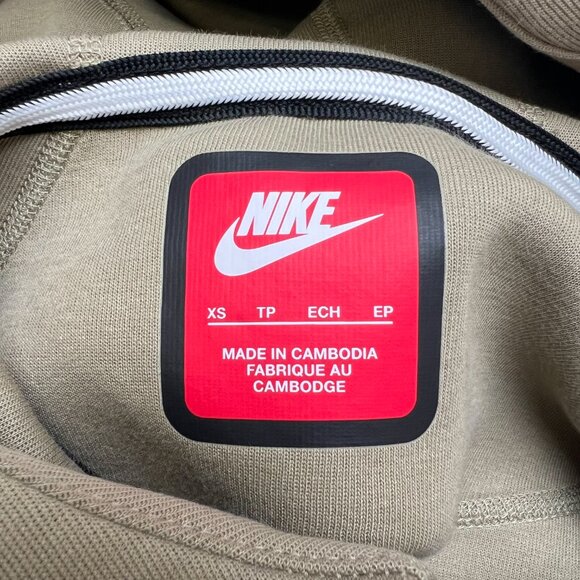 NIKE
XS TP ECH EP
MADE IN CAMBODIA
FABRIQUE AU
CAMBODGE